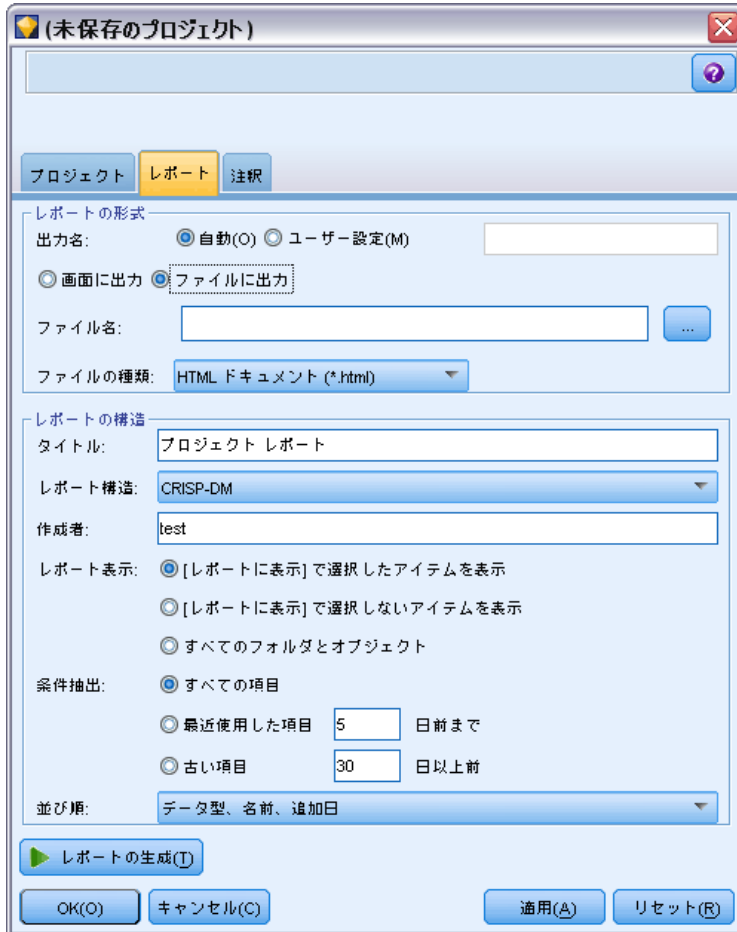 (未保存のプロジェクト)
プロジェクト レポート 注釈
レポートの形式
出力名: 自動(O) ユーザー設定(M)
画面に出力 ファイルに出力
ファイル名: ...
ファイルの種類: HTML ドキュメント (*.html)
レポートの構造
タイトル: プロジェクト レポート
レポート構造: CRISP-DM
作成者: test
レポート表示: [レポートに表示] で選択したアイテムを表示
[レポートに表示] で選択しないアイテムを表示
すべてのフォルダとオブジェクト
条件抽出: すべての項目
最近使用した項目 5 日前まで
古い項目 30 日以上前
並び順: データ型、名前、追加日
レポートの生成(T)
OK(O) キャンセル(C) 適用(A) リセット(R)